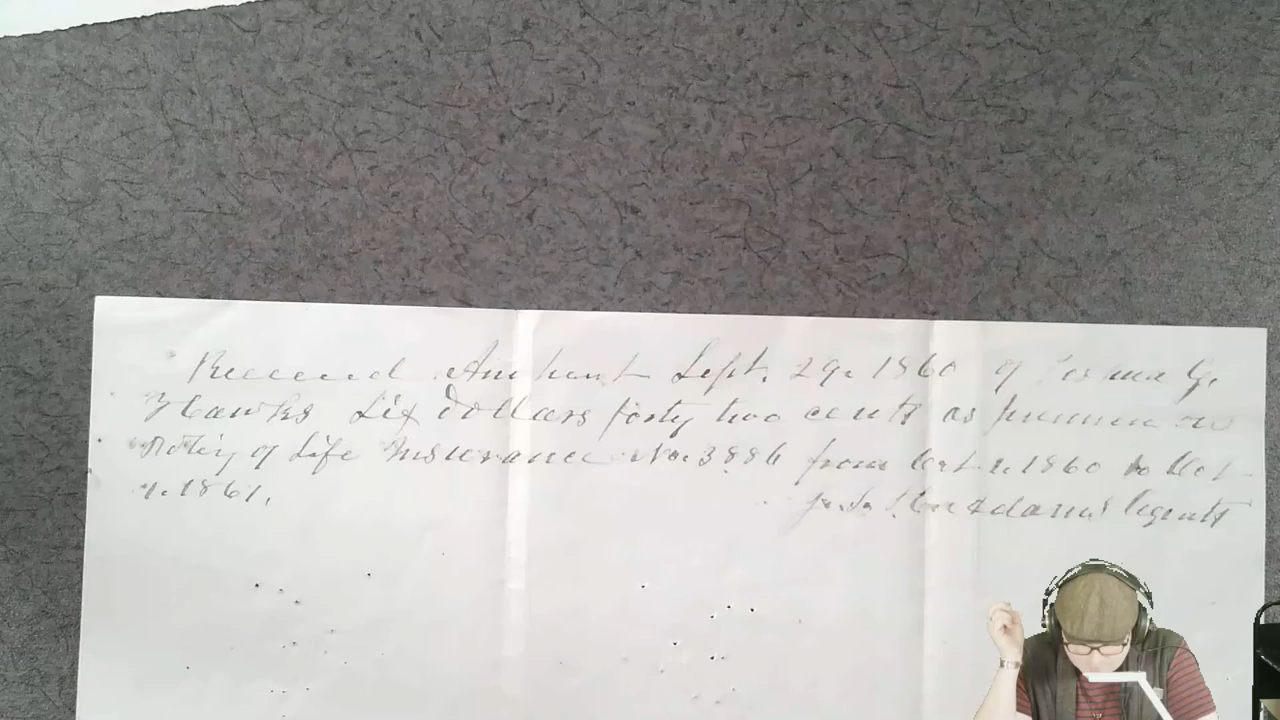 Received Amherst Sept. 29. 1860 of G.
Hawks Six dollars forty two cents as premium on
Policy of Life Insurance No. 3886 from Oct 1. 1860 to Oct
1. 1861. Adams Agents